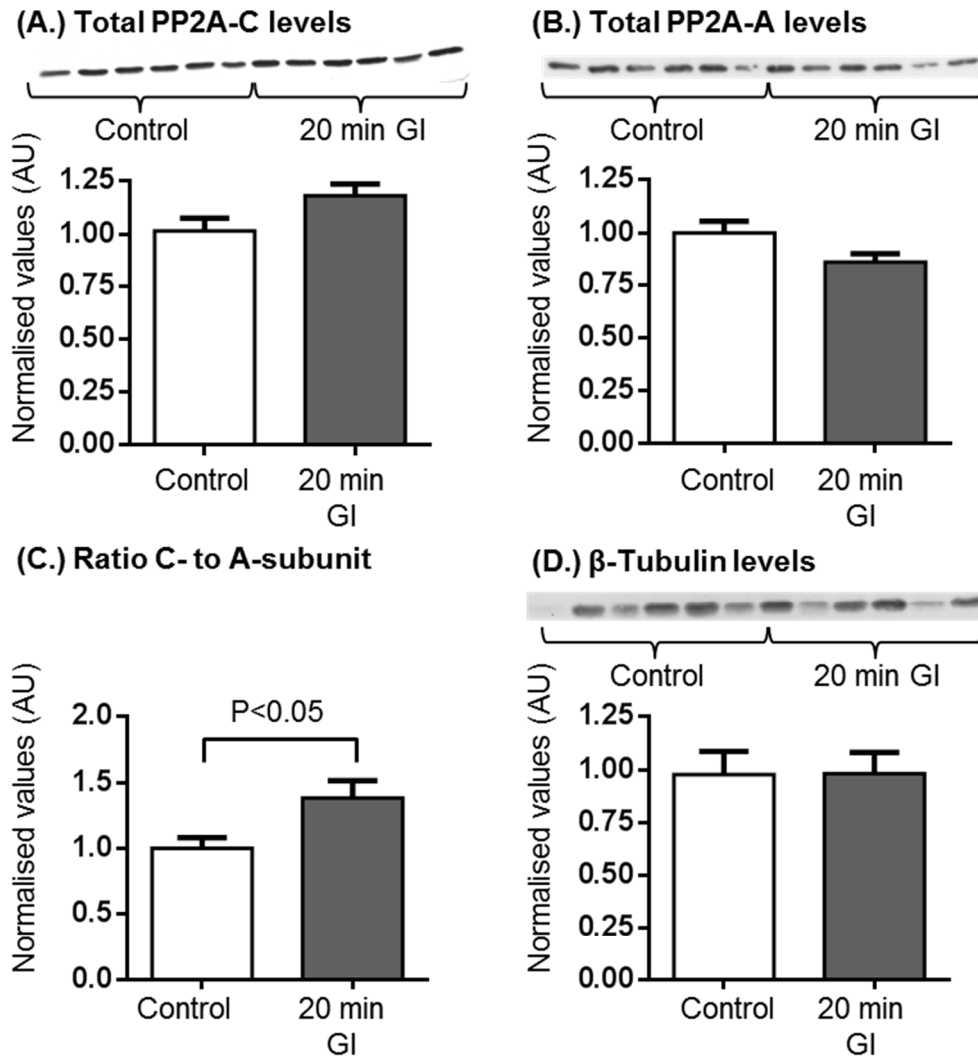 (A.) Total PP2A-C levels
Control
20 min GI
Normalised values (AU)
1.25
1.00
0.75
0.50
0.25
0.00
Control
20 min
GI
(B.) Total PP2A-A levels
Control
20 min GI
Normalised values (AU)
1.25
1.00
0.75
0.50
0.25
0.00
Control
20 min
GI
(C.) Ratio C- to A-subunit
Normalised values (AU)
2.0
1.5
1.0
0.5
0.0
P<0.05
Control
20 min
GI
(D.) β-Tubulin levels
Control
20 min GI
Normalised values (AU)
1.25
1.00
0.75
0.50
0.25
0.00
Control
20 min
GI